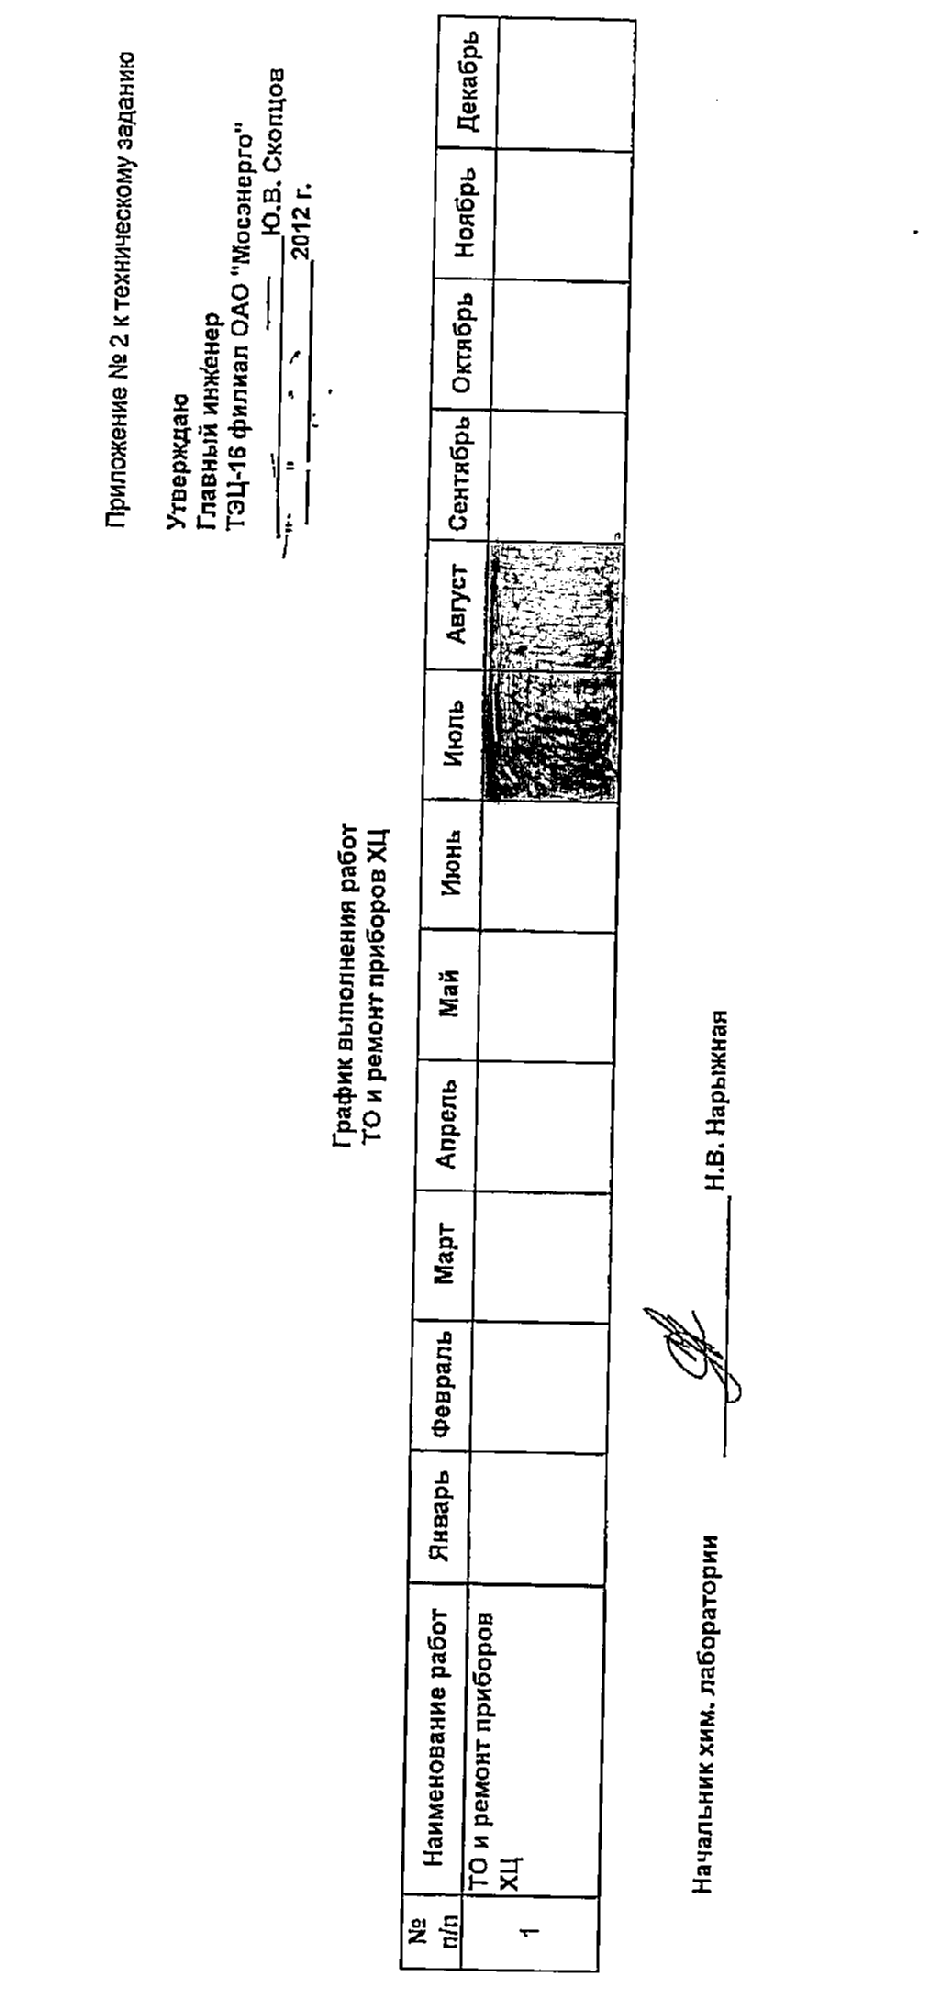 Приложение № 2 к техническому заданию
Утверждаю
Главный инженер
ТЭЦ-16 филиал ОАО "Мосэнерго"
Ю.В. Скопцов
2012 г.
График выполнения работ
ТО и ремонт приборов ХЦ
№ п/п Наименование работ Январь Февраль Март Апрель Май Июнь Июль Август Сентябрь Октябрь Ноябрь Декабрь
1 ТО и ремонт приборов
ХЦ
Начальник хим. лаборатории Н.В. Нарыжная